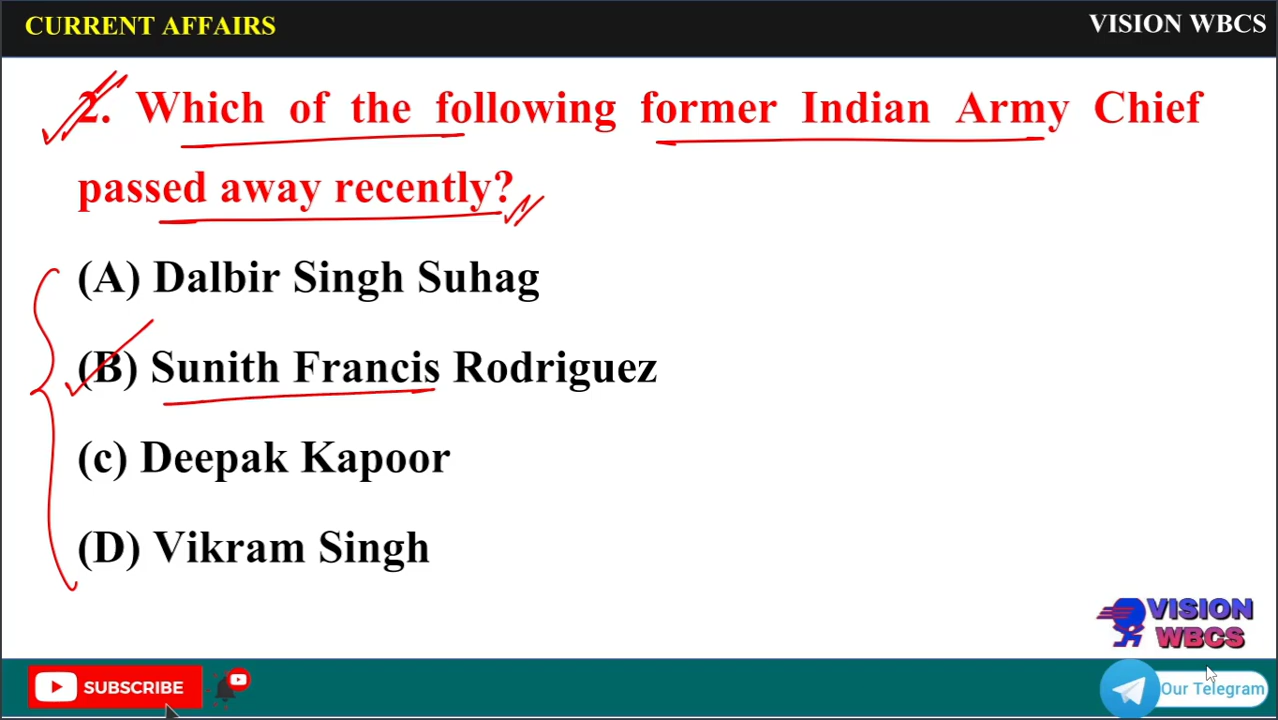 CURRENT AFFAIRS
VISION WBCS
2. Which of the following former Indian Army Chief
passed away recently?
(A) Dalbir Singh Suhag
(B) Sunith Francis Rodriguez
(c) Deepak Kapoor
(D) Vikram Singh
VISION
WBCS
SUBSCRIBE
Our Telegram